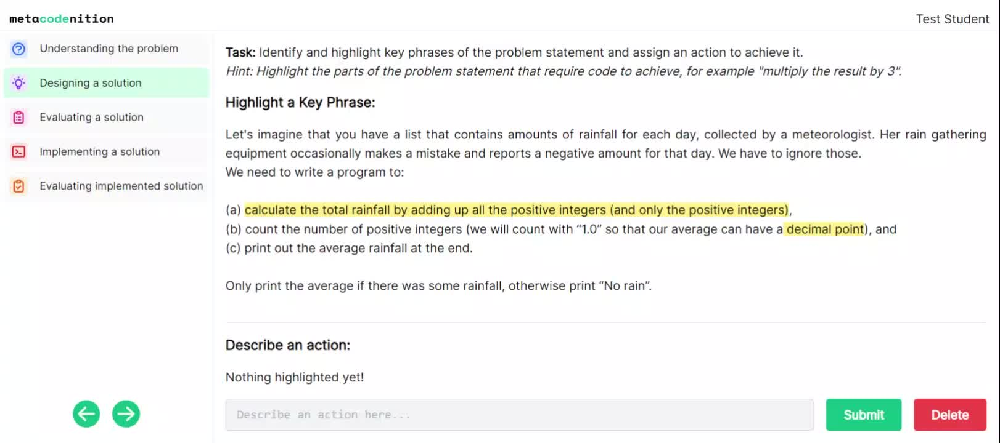 metacodenition
Test Student
Understanding the problem
Designing a solution
Evaluating a solution
Implementing a solution
Evaluating implemented solution
Task: Identify and highlight key phrases of the problem statement and assign an action to achieve it.
Hint: Highlight the parts of the problem statement that require code to achieve, for example "multiply the result by 3".
Highlight a Key Phrase:
Let's imagine that you have a list that contains amounts of rainfall for each day, collected by a meteorologist. Her rain gathering
equipment occasionally makes a mistake and reports a negative amount for that day. We have to ignore those.
We need to write a program to:
(a) calculate the total rainfall by adding up all the positive integers (and only the positive integers),
(b) count the number of positive integers (we will count with “1.0” so that our average can have a decimal point), and
(c) print out the average rainfall at the end.
Only print the average if there was some rainfall, otherwise print “No rain”.
Describe an action:
Nothing highlighted yet!
Describe an action here...
Submit
Delete